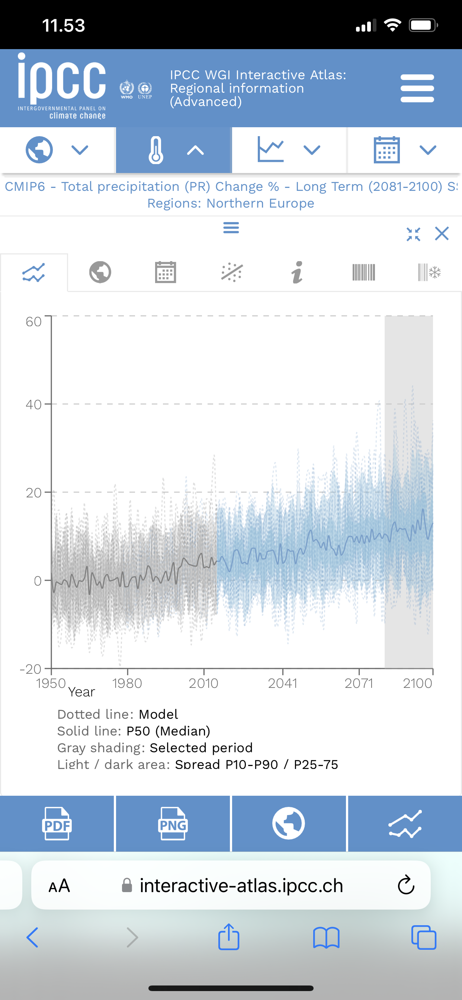 11.53
ipcc
INTERGOVERNMENTAL PANEL ON
climate change
WMO
UNEP
IPCC WGI Interactive Atlas:
Regional information
(Advanced)
CMIP6 - Total precipitation (PR) Change % - Long Term (2081-2100)
Regions: Northern Europe
60
40
20
0
-20
1950
1980
2010
2041
2071
2100
Year
Dotted line: Model
Solid line: P50 (Median)
Gray shading: Selected period
Light / dark area: Spread P10-P90 / P25-75
PDF
PNG
AA
interactive-atlas.ipcc.ch